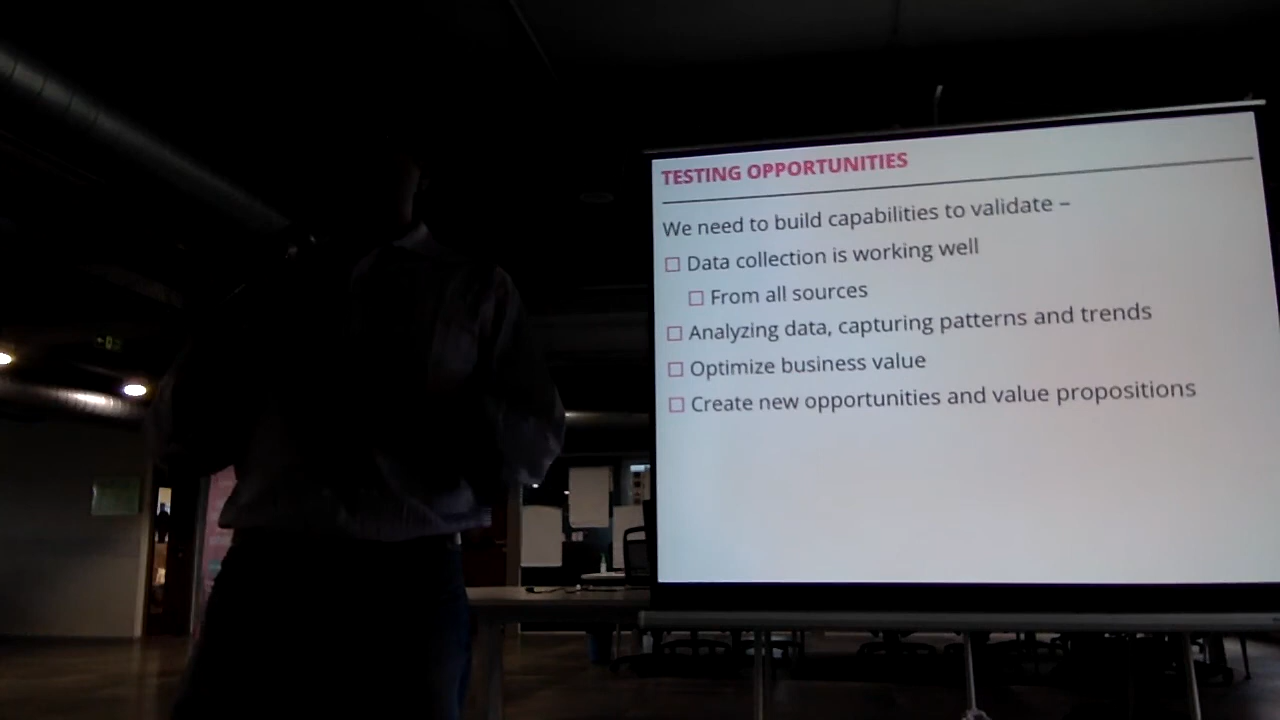 TESTING OPPORTUNITIES
We need to build capabilities to validate –
Data collection is working well
From all sources
Analyzing data, capturing patterns and trends
Optimize business value
Create new opportunities and value propositions